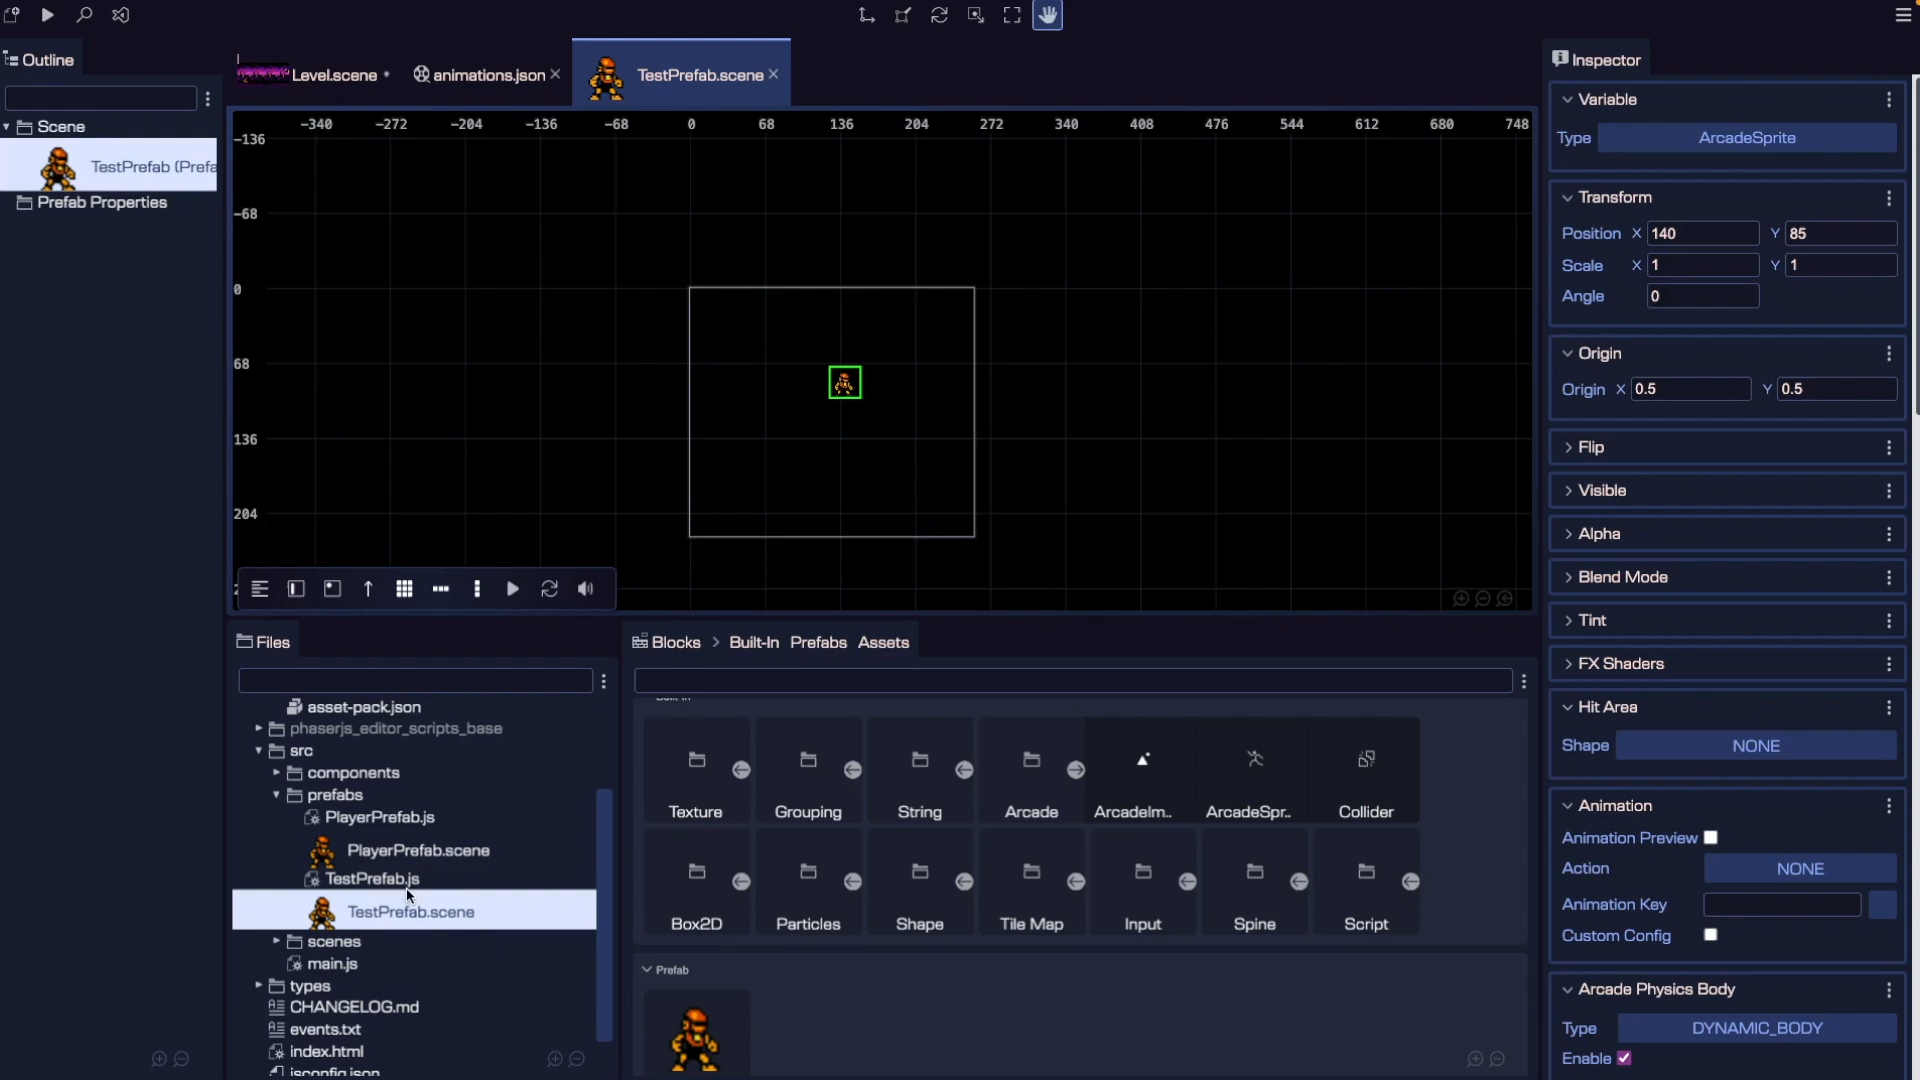 Outline
Scene
TestPrefab (Prefa
Prefab Properties
Level.scene
animations.json
TestPrefab.scene
-340 -272 -204 -136 -68 0 68 136 204 272 340 408 476 544 612 680 748
-136
-68
0
68
136
204
Files
asset-pack.json
phaserjs_editor_scripts_base
src
components
prefabs
PlayerPrefab.js
PlayerPrefab.scene
TestPrefab.js
TestPrefab.scene
scenes
main.js
types
CHANGELOG.md
events.txt
index.html
jsconfig.json
Blocks > Built-In Prefabs Assets
Texture Grouping String Arcade ArcadeIm.. ArcadeSpr.. Collider
Box2D Particles Shape Tile Map Input Spine Script
Prefab
Inspector
Variable
Type ArcadeSprite
Transform
Position X 140 Y 85
Scale X 1 Y 1
Angle 0
Origin
Origin X 0.5 Y 0.5
Flip
Visible
Alpha
Blend Mode
Tint
FX Shaders
Hit Area
Shape NONE
Animation
Animation Preview
Action NONE
Animation Key
Custom Config
Arcade Physics Body
Type DYNAMIC_BODY
Enable